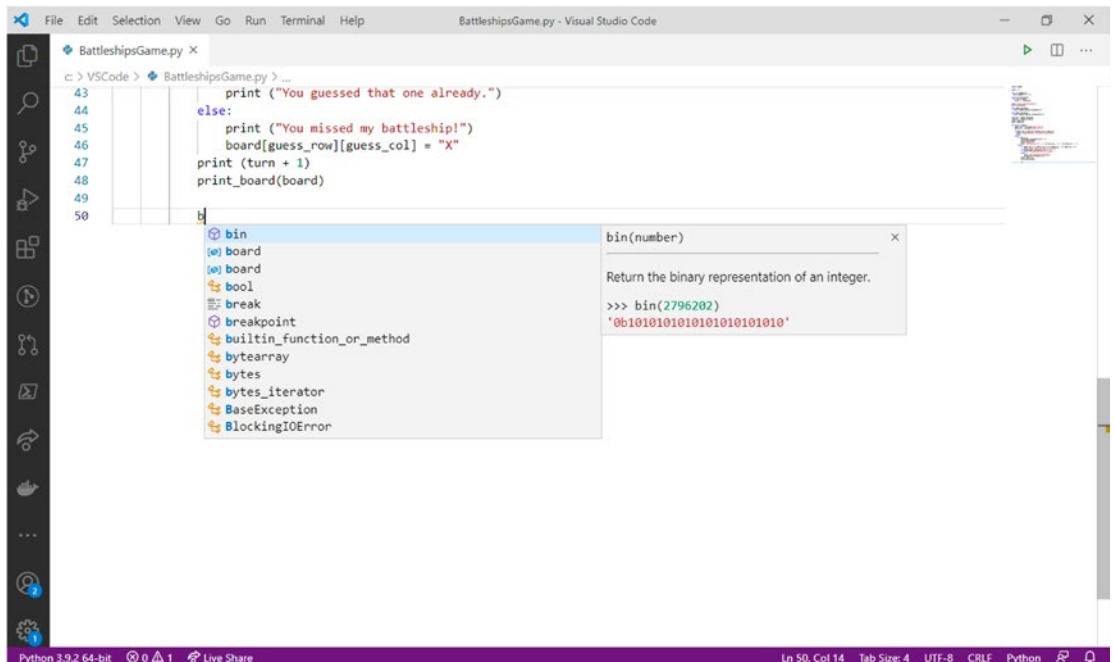 File Edit Selection View Go Run Terminal Help BattleshipsGame.py - Visual Studio Code
BattleshipsGame.py
c: > VSCode > BattleshipsGame.py > ...
43 print ("You guessed that one already.")
44 else:
45 print ("You missed my battleship!")
46 board[guess_row][guess_col] = "X"
47 print (turn + 1)
48 print_board(board)
49
50 b
bin
board
board
bool
break
breakpoint
builtin_function_or_method
bytearray
bytes
bytes_iterator
BaseException
BlockingIOError
bin(number)
Return the binary representation of an integer.
>>> bin(2796202)
'0b1010101010101010101010'
2
1
Python 3.9.2 64-bit 0 1 Live Share Ln 50, Col 14 Tab Size: 4 UTF-8 CRLF Python